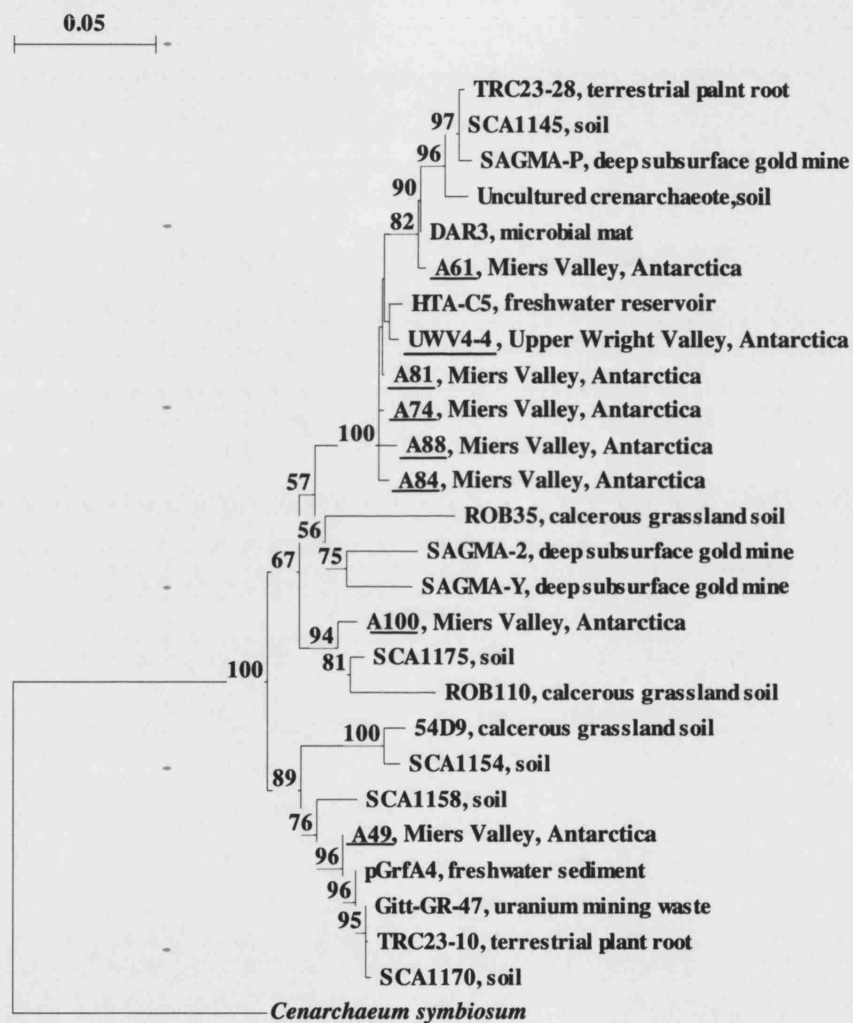 0.05
TRC23-28, terrestrial palnt root
97
SCA1145, soil
96
SAGMA-P, deep subsurface gold mine
90
Uncultured crenarchaeote,soil
82
DAR3, microbial mat
A61, Miers Valley, Antarctica
HTA-C5, freshwater reservoir
UWV4-4, Upper Wright Valley, Antarctica
A81, Miers Valley, Antarctica
A74, Miers Valley, Antarctica
100
A88, Miers Valley, Antarctica
57
A84, Miers Valley, Antarctica
56
ROB35, calcerous grassland soil
67
75
SAGMA-2, deep subsurface gold mine
SAGMA-Y, deep subsurface gold mine
94
A100, Miers Valley, Antarctica
100
81
SCA1175, soil
ROB110, calcerous grassland soil
100
54D9, calcerous grassland soil
89
SCA1154, soil
76
SCA1158, soil
96
A49, Miers Valley, Antarctica
96
pGrfA4, freshwater sediment
95
Gitt-GR-47, uranium mining waste
TRC23-10, terrestrial plant root
SCA1170, soil
Cenarchaeum symbiosum